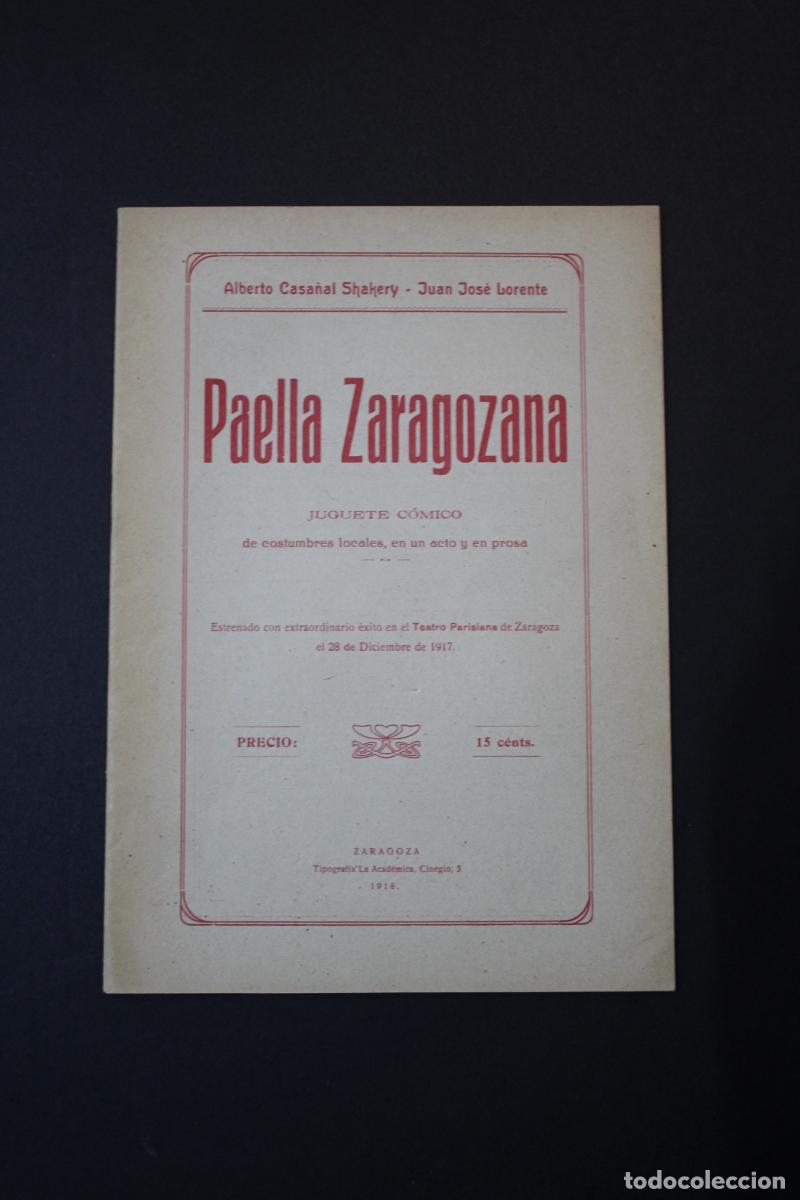 Alberto Casañal Shakery - Juan José Lorente
Paella Zaragozana
JUGUETE CÓMICO
de costumbres locales, en un acto y en prosa
Estrenado con extraordinario éxito en el Teatro Parisiana de Zaragoza
el 28 de Diciembre de 1917.
PRECIO: 15 cénts.
ZARAGOZA
Tipografía La Académica, Cinegio, 3
1918.
todocoleccion